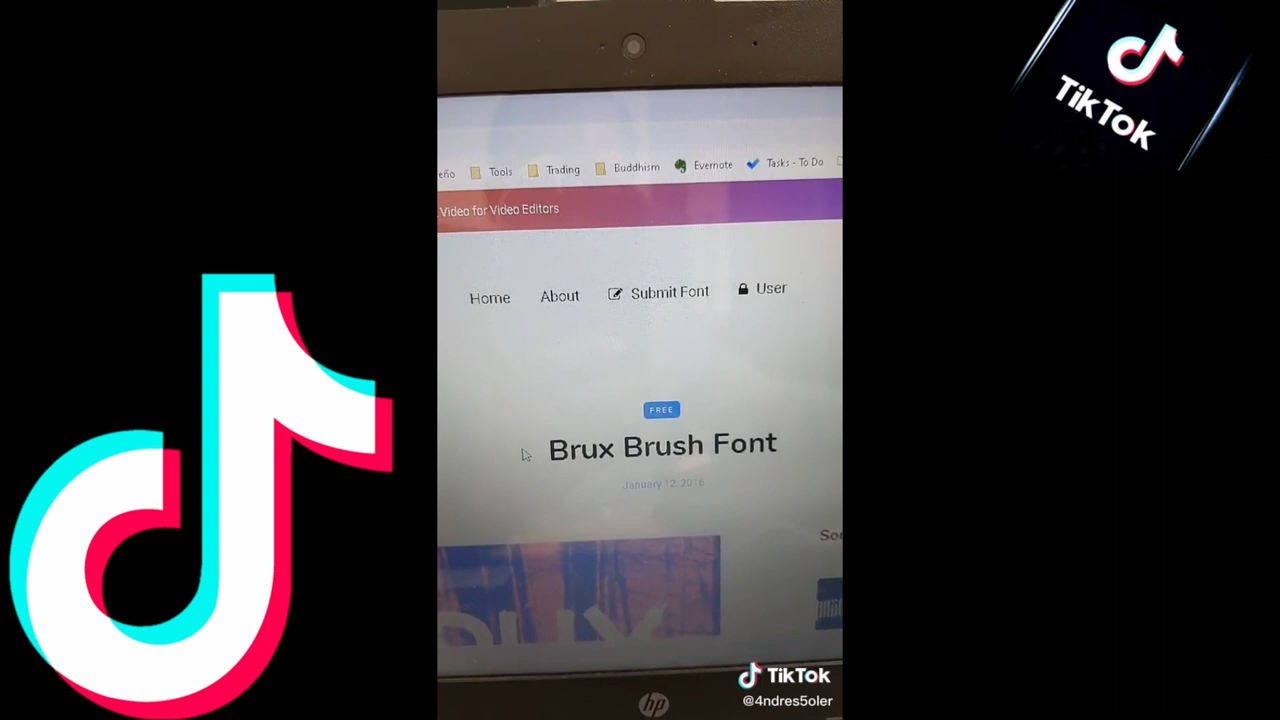 TikTok
eño Tools Trading Buddhism Evernote Tasks - To Do
Video for Video Editors
Home About Submit Font User
FREE
Brux Brush Font
January 12, 2016
So
TikTok
@4ndres5oler
hp